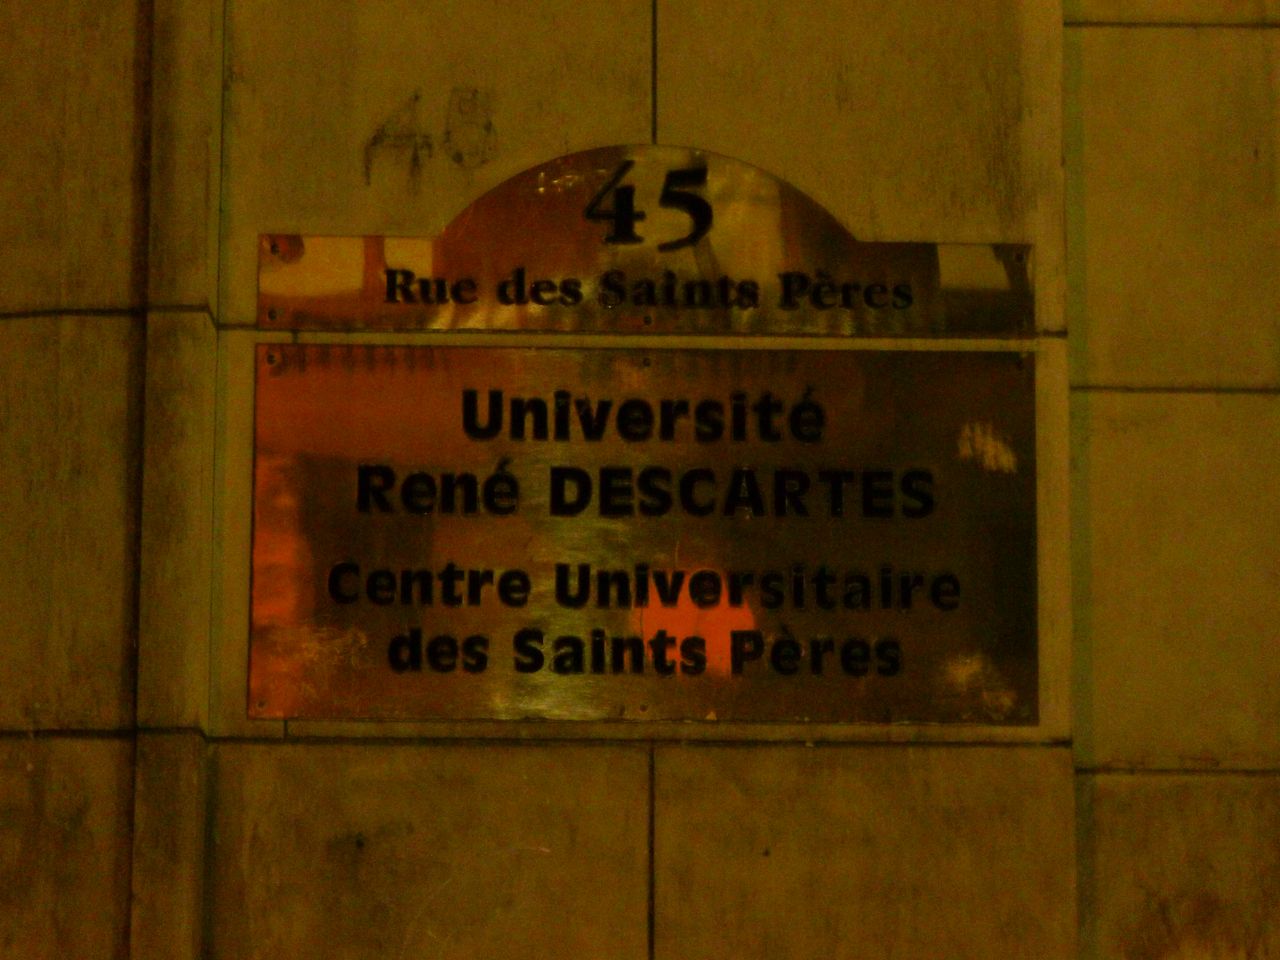 45
Rue des Saints Pères
Université
René DESCARTES
Centre Universitaire
des Saints Pères